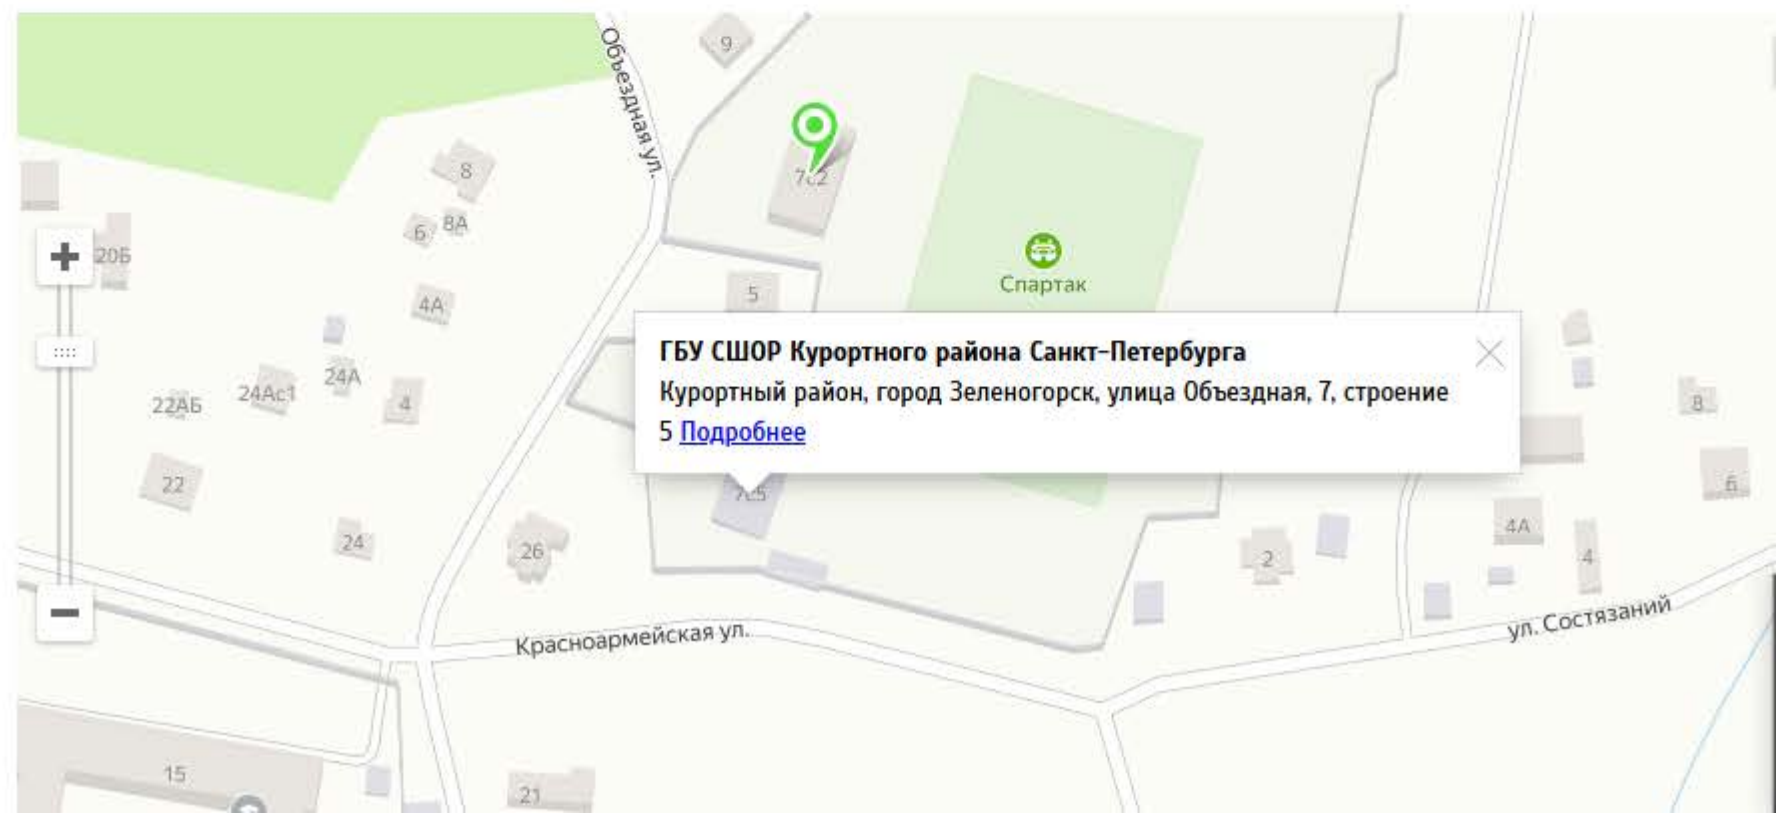 Объездная ул.
9
8
7с2
6
8А
20Б
Спартак
4А
5
ГБУ СШОР Курортного района Санкт-Петербурга
Курортный район, город Зеленогорск, улица Объездная, 7, строение
5 Подробнее
24А
24Ас1
22АБ
4
8
22
7с5
6
24
26
4А
2
4
Красноармейская ул.
ул. Состязаний
15
21